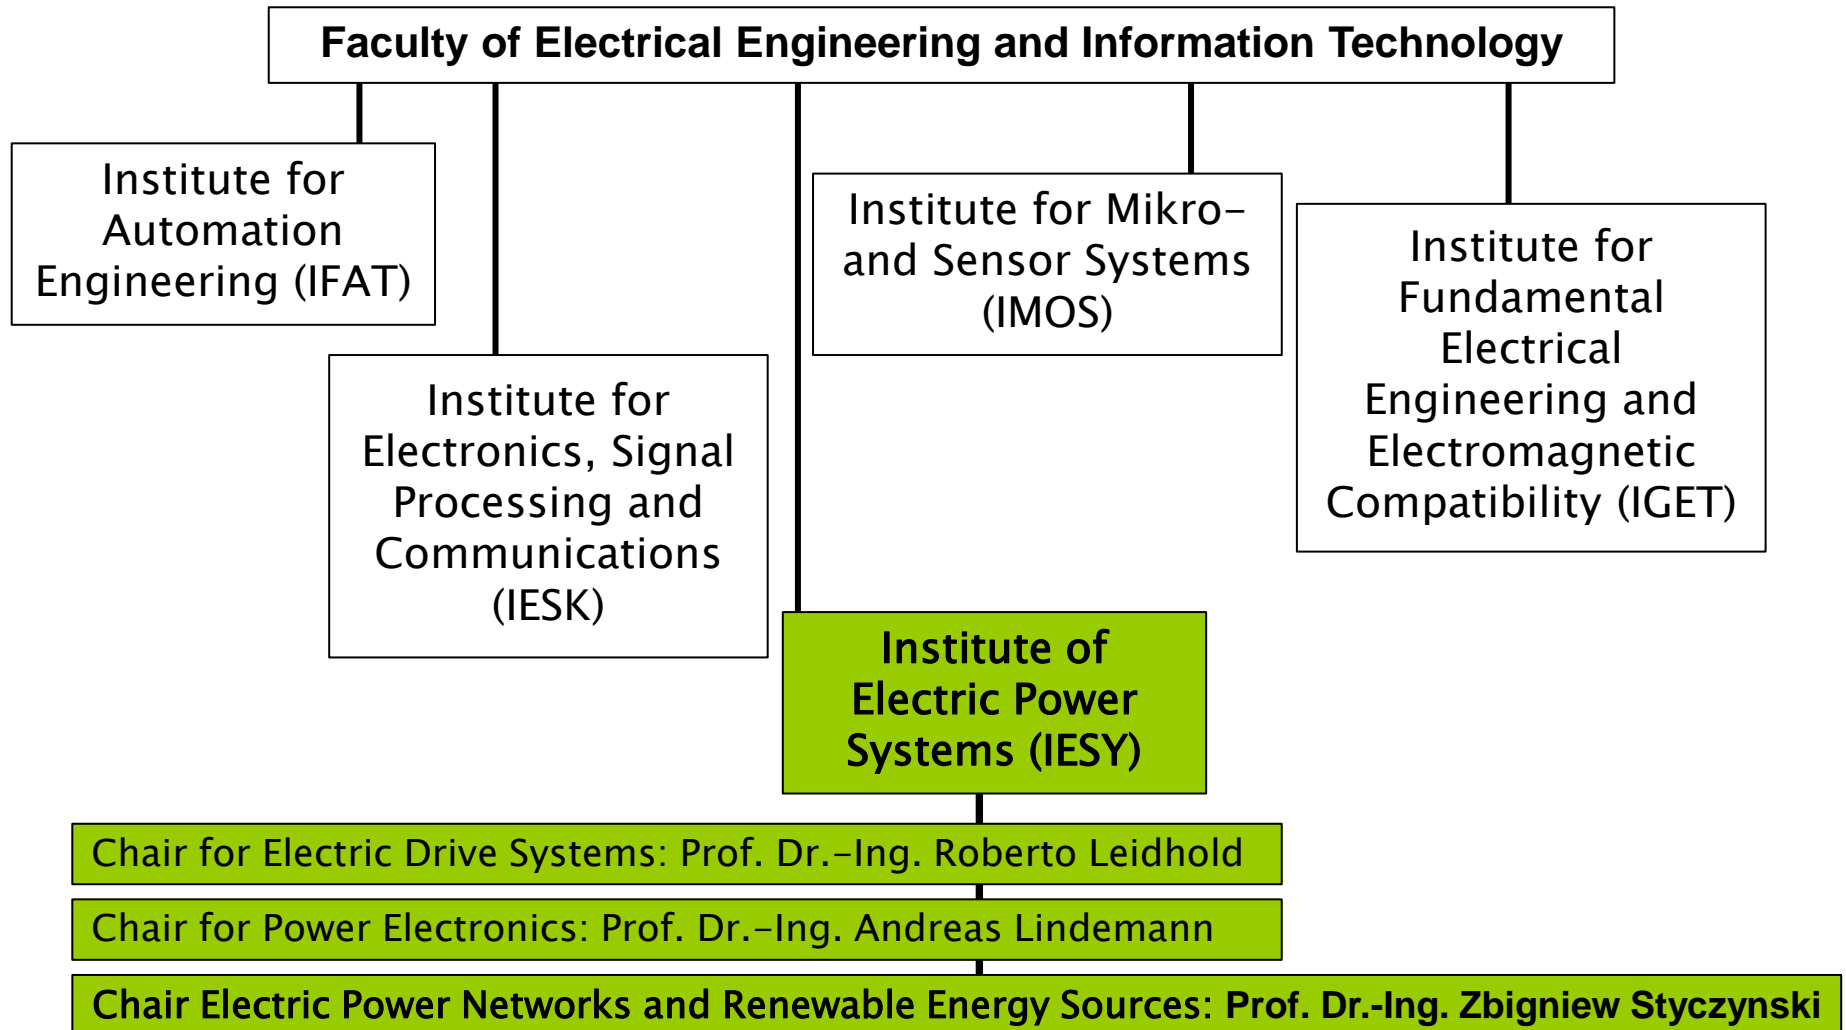 Faculty of Electrical Engineering and Information Technology
Institute for
Automation
Engineering (IFAT)
Institute for
Electronics, Signal
Processing and
Communications
(IESK)
Institute for Mikro-
and Sensor Systems
(IMOS)
Institute for
Fundamental
Electrical
Engineering and
Electromagnetic
Compatibility (IGET)
Institute of
Electric Power
Systems (IESY)
Chair for Electric Drive Systems: Prof. Dr.-Ing. Roberto Leidhold
Chair for Power Electronics: Prof. Dr.-Ing. Andreas Lindemann
Chair Electric Power Networks and Renewable Energy Sources: Prof. Dr.-Ing. Zbigniew Styczynski